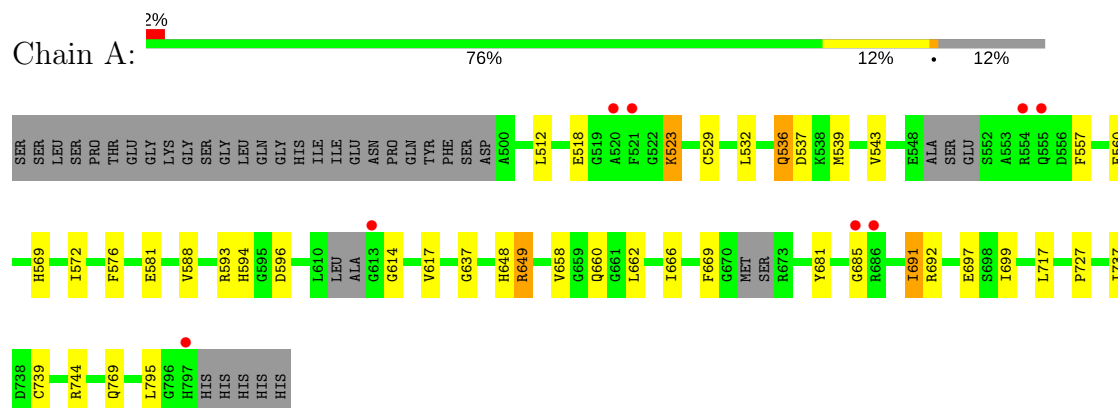 2%
Chain A:
76% 12% • 12%
SER SER LEU SER PRO THR GLU GLY LYS GLY SER GLY LEU GLN GLY HIS ILE ILE GLU ASN PRO GLN TYR PHE SER ASP A500 L512 E518 G519 A520 F521 G522 K523 C529 L532 Q536 D537 K538 M539 V543 E548 ALA SER GLU S552 A553 R554 Q555 D556 F557
H569 I572 F576 E581 V588 R593 H594 G595 D596 L610 LEU ALA G613 G614 V617 G637 H648 R649 V658 G659 Q660 G661 L662 I666 F669 G670 MET SER R673 Y681 G685 R686 I691 R692 E697 S698 I699 L717 P727
D738 C739 R744 Q769 L795 G796 H797 HIS HIS HIS HIS HIS